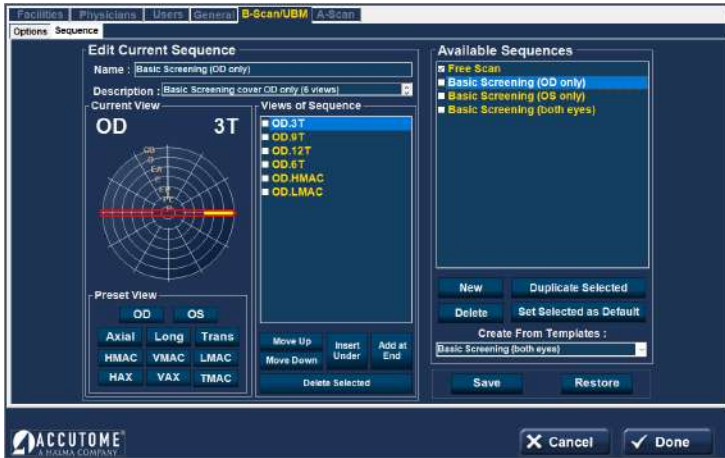 Facilities Physicians Users General B-Scan/UBM A-Scan
Options Sequence
Edit Current Sequence
Name : Basic Screening (OD only)
Description : Basic Screening cover OD only (6 views)
Current View
OD 3T
Preset View
OD OS
Axial Long Trans
HMAC VMAC LMAC
HAX VAX TMAC
Views of Sequence
OD.3T
OD.9T
OD.12T
OD.6T
OD.HMAC
OD.LMAC
Move Up
Move Down
Insert Under
Add at End
Delete Selected
Available Sequences
Free Scan
Basic Screening (OD only)
Basic Screening (OS only)
Basic Screening (both eyes)
New Duplicate Selected
Delete Set Selected as Default
Create From Templates :
Basic Screening (both eyes)
Save Restore
ACCUTOME
A HALMA COMPANY
Cancel Done